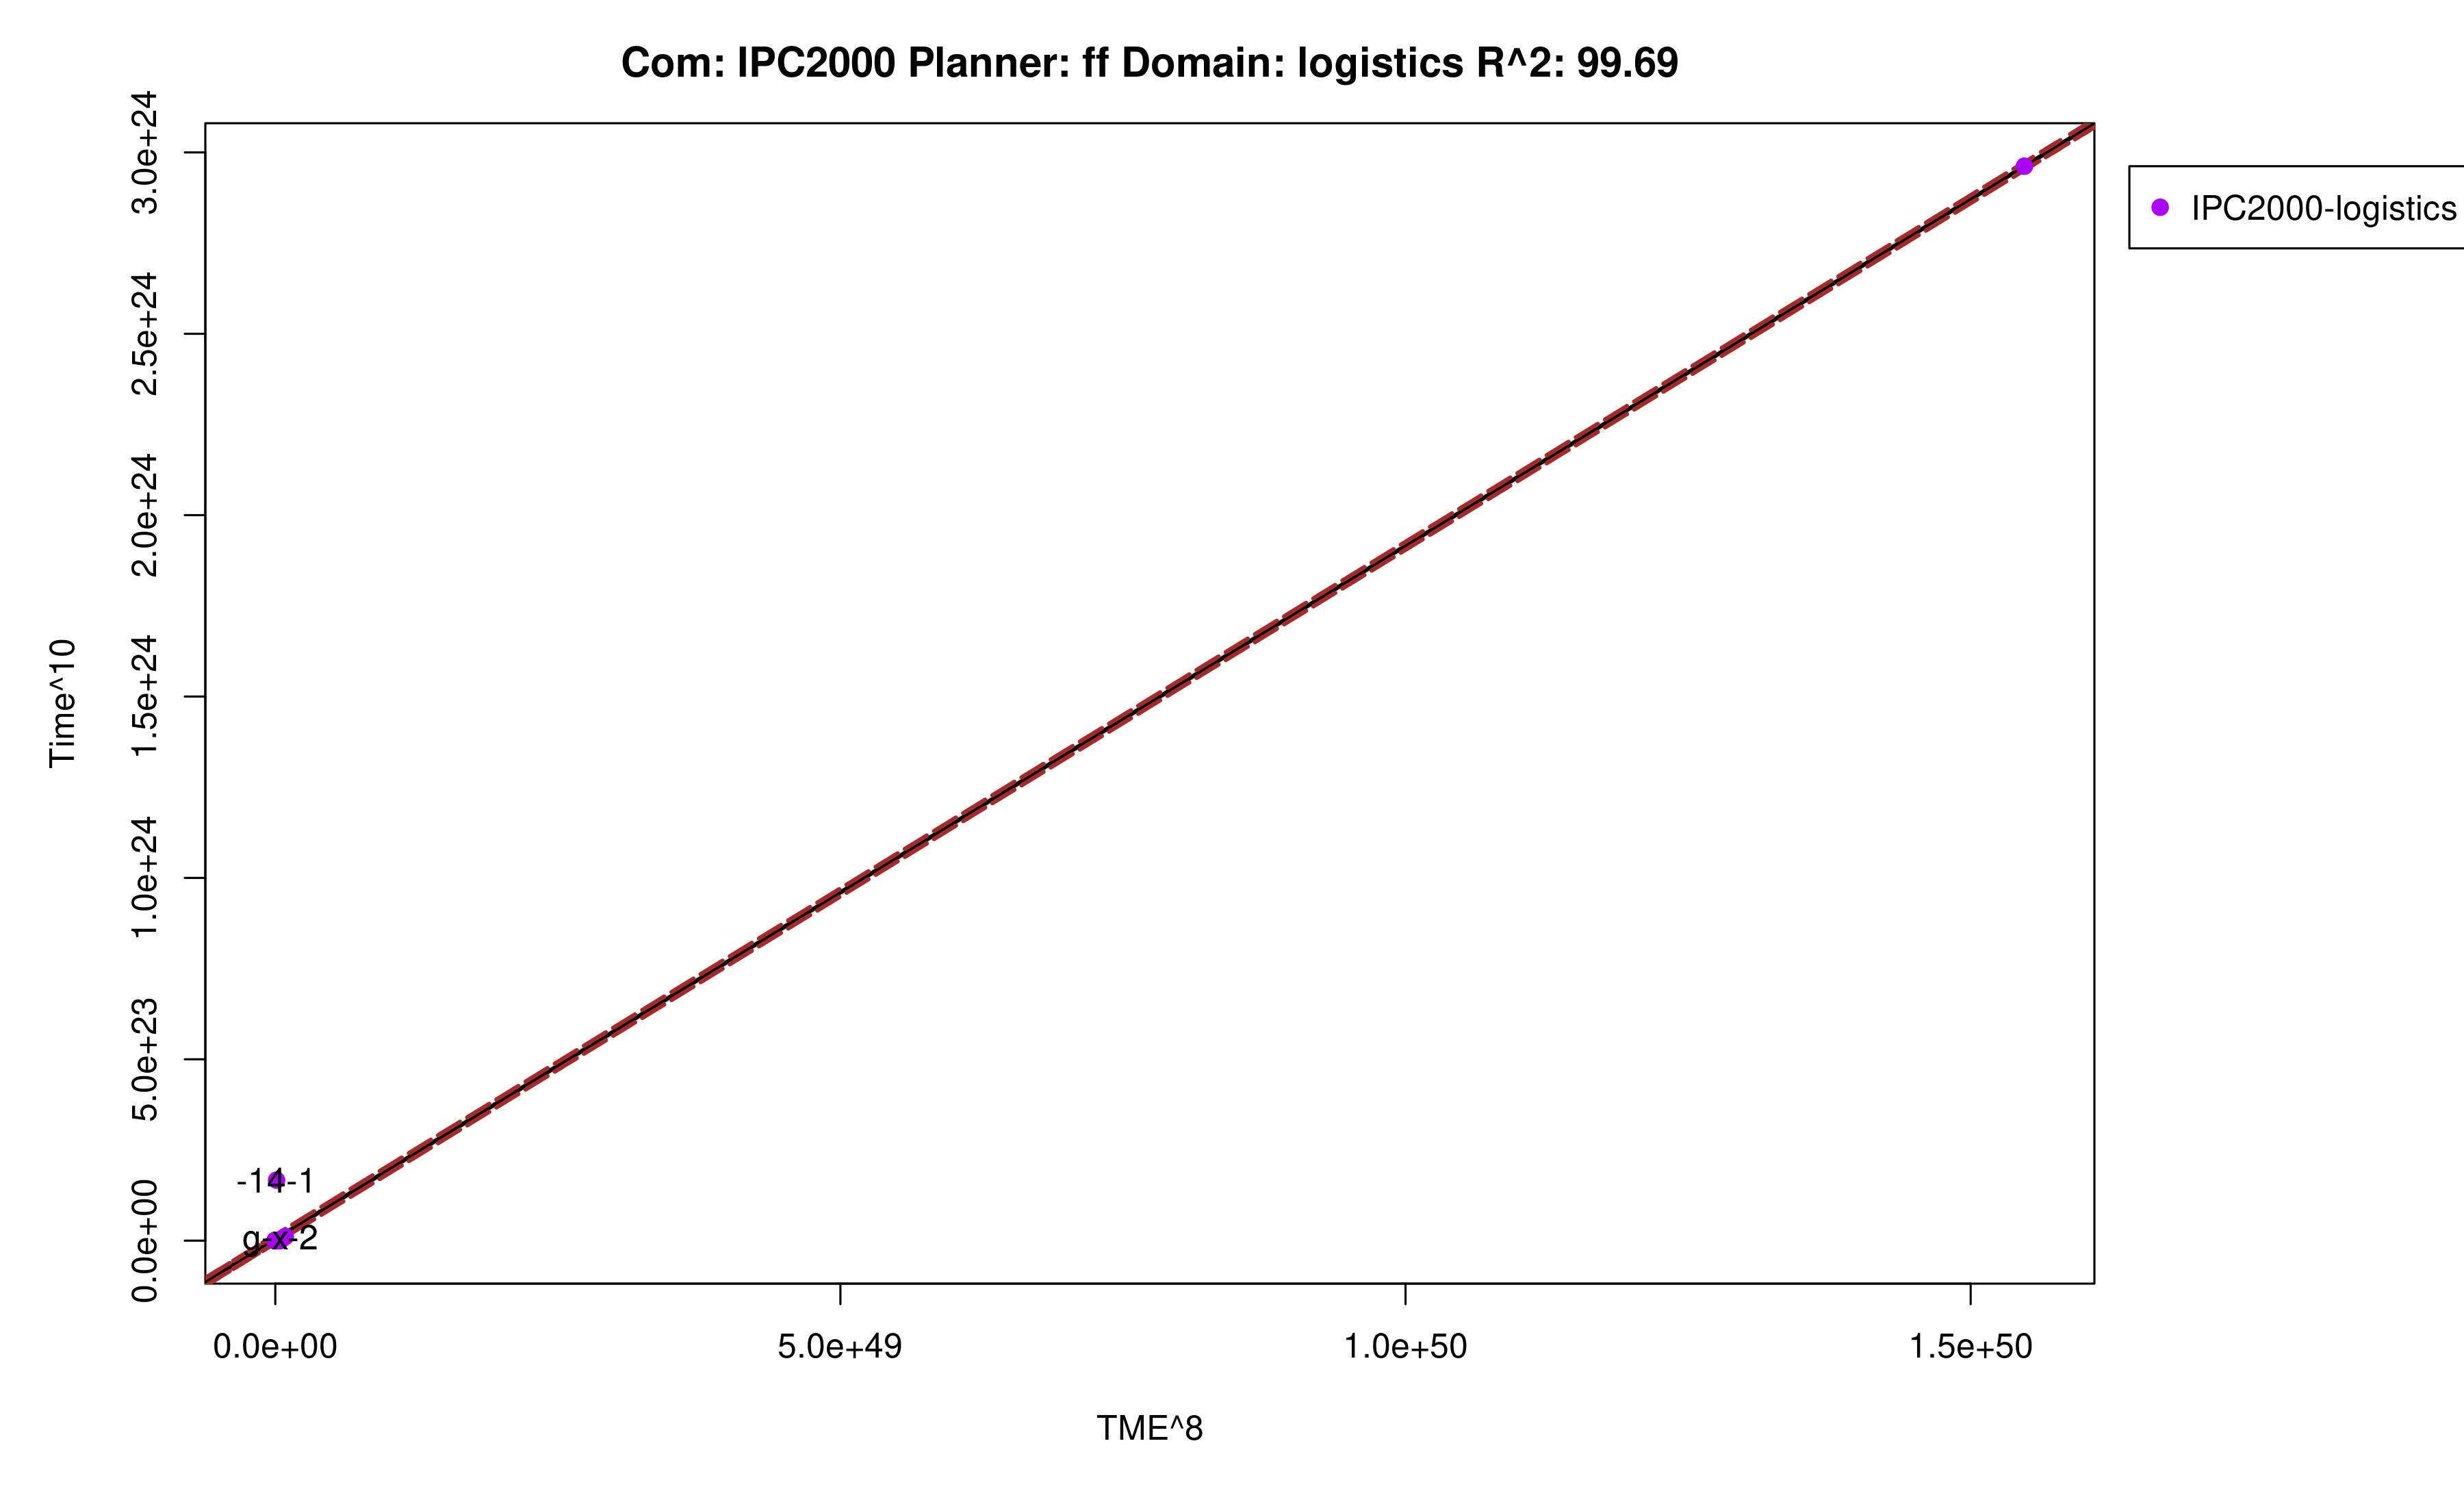 Com: IPC2000 Planner: ff Domain: logistics R^2: 99.69
3.0e+24
2.5e+24
2.0e+24
1.5e+24
1.0e+24
5.0e+23
0.0e+00
Time^10
IPC2000-logistics
-14-1
g-x-2
0.0e+00
5.0e+49
1.0e+50
1.5e+50
TME^8